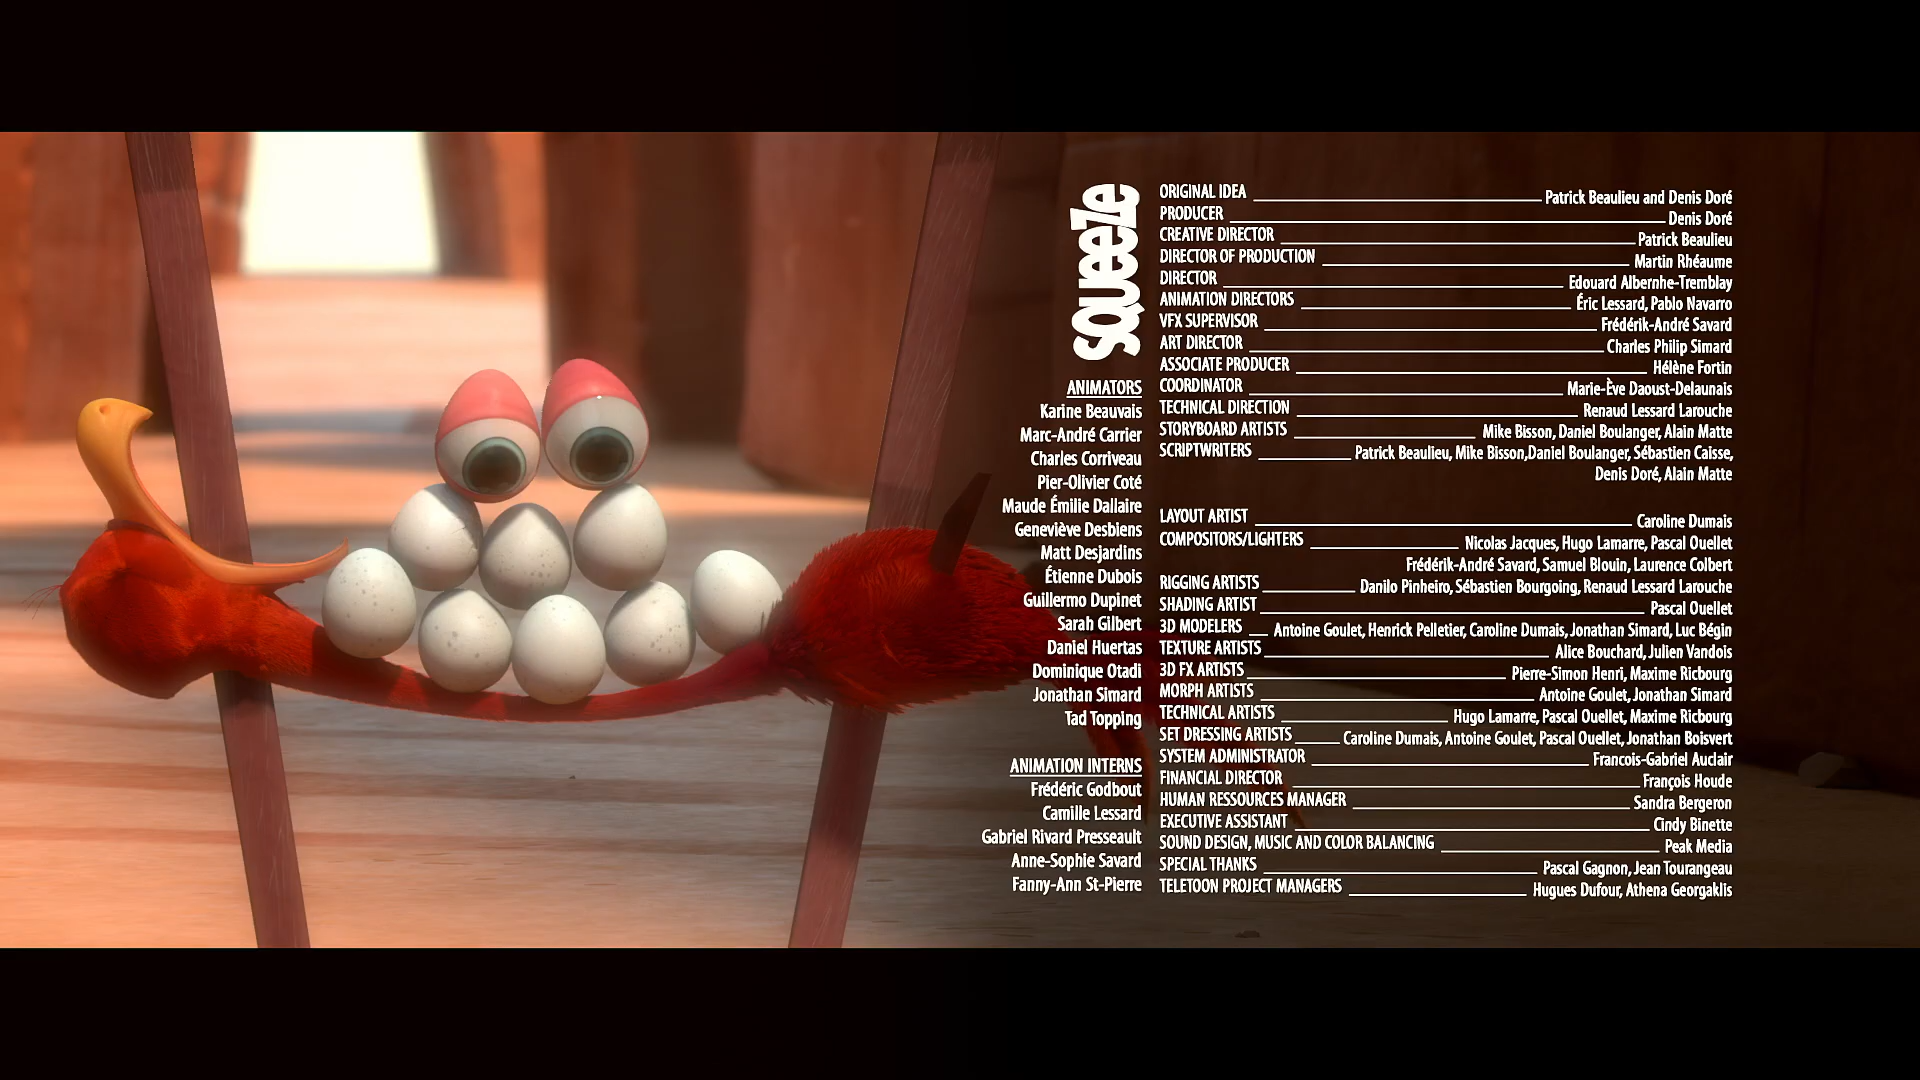 squeeze
ANIMATORS
Karine Beauvais
Marc-André Carrier
Charles Corriveau
Pier-Olivier Coté
Maude Émilie Dallaire
Geneviève Desbiens
Matt Desjardins
Étienne Dubois
Guillermo Dupinet
Sarah Gilbert
Daniel Huertas
Dominique Otadi
Jonathan Simard
Tad Topping
ANIMATION INTERNS
Frédéric Godbout
Camille Lessard
Gabriel Rivard Presseault
Anne-Sophie Savard
Fanny-Ann St-Pierre
ORIGINAL IDEA Patrick Beaulieu and Denis Doré
PRODUCER Denis Doré
CREATIVE DIRECTOR Patrick Beaulieu
DIRECTOR OF PRODUCTION Martin Rhéaume
DIRECTOR Edouard Albernhe-Tremblay
ANIMATION DIRECTORS Éric Lessard, Pablo Navarro
VFX SUPERVISOR Frédérik-André Savard
ART DIRECTOR Charles Philip Simard
ASSOCIATE PRODUCER Hélène Fortin
COORDINATOR Marie-Ève Daoust-Delaunais
TECHNICAL DIRECTION Renaud Lessard Larouche
STORYBOARD ARTISTS Mike Bisson, Daniel Boulanger, Alain Matte
SCRIPTWRITERS Patrick Beaulieu, Mike Bisson,Daniel Boulanger, Sébastien Caisse,
Denis Doré, Alain Matte
LAYOUT ARTIST Caroline Dumais
COMPOSITORS/LIGHTERS Nicolas Jacques, Hugo Lamarre, Pascal Ouellet
Frédérik-André Savard, Samuel Blouin, Laurence Colbert
RIGGING ARTISTS Danilo Pinheiro, Sébastien Bourgoing, Renaud Lessard Larouche
SHADING ARTIST Pascal Ouellet
3D MODELERS Antoine Goulet, Henrick Pelletier, Caroline Dumais, Jonathan Simard, Luc Bégin
TEXTURE ARTISTS Alice Bouchard, Julien Vandois
3D FX ARTISTS Pierre-Simon Henri, Maxime Ricbourg
MORPH ARTISTS Antoine Goulet, Jonathan Simard
TECHNICAL ARTISTS Hugo Lamarre, Pascal Ouellet, Maxime Ricbourg
SET DRESSING ARTISTS Caroline Dumais, Antoine Goulet, Pascal Ouellet, Jonathan Boisvert
SYSTEM ADMINISTRATOR Francois-Gabriel Auclair
FINANCIAL DIRECTOR François Houde
HUMAN RESSOURCES MANAGER Sandra Bergeron
EXECUTIVE ASSISTANT Cindy Binette
SOUND DESIGN, MUSIC AND COLOR BALANCING Peak Media
SPECIAL THANKS Pascal Gagnon, Jean Tourangeau
TELETOON PROJECT MANAGERS Hugues Dufour, Athena Georgaklis